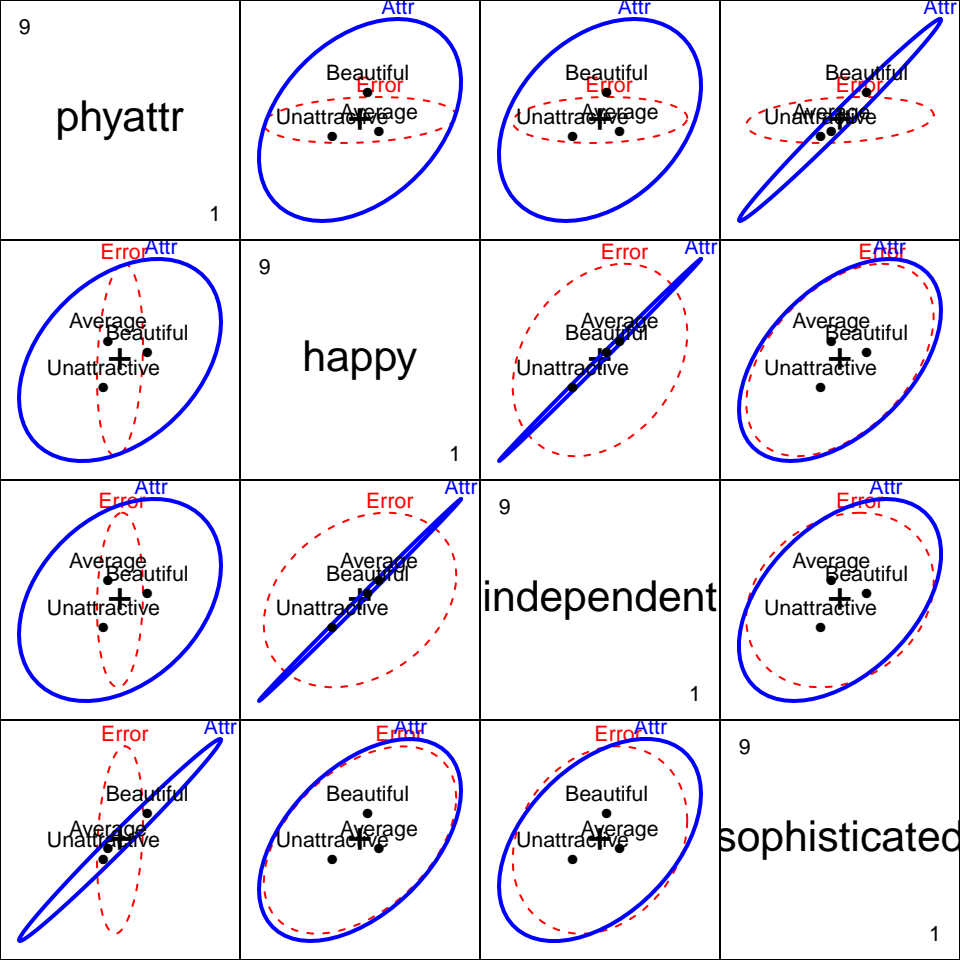 9
phyattr
1
Attr
Beautiful
Error
Average
Unattractive
Attr
Beautiful
Error
Average
Unattractive
Attr
Beautiful
Error
Average
Unattractive
Error
Attr
Average
Beautiful
Unattractive
9
happy
1
Error
Attr
Average
Beautiful
Unattractive
Error
Attr
Average
Beautiful
Unattractive
Error
Attr
Average
Beautiful
Unattractive
Error
Attr
Average
Beautiful
Unattractive
9
independent
1
Error
Attr
Average
Beautiful
Unattractive
Error
Attr
Beautiful
Average
Unattractive
Error
Attr
Beautiful
Average
Unattractive
Error
Attr
Beautiful
Average
Unattractive
9
sophisticated
1